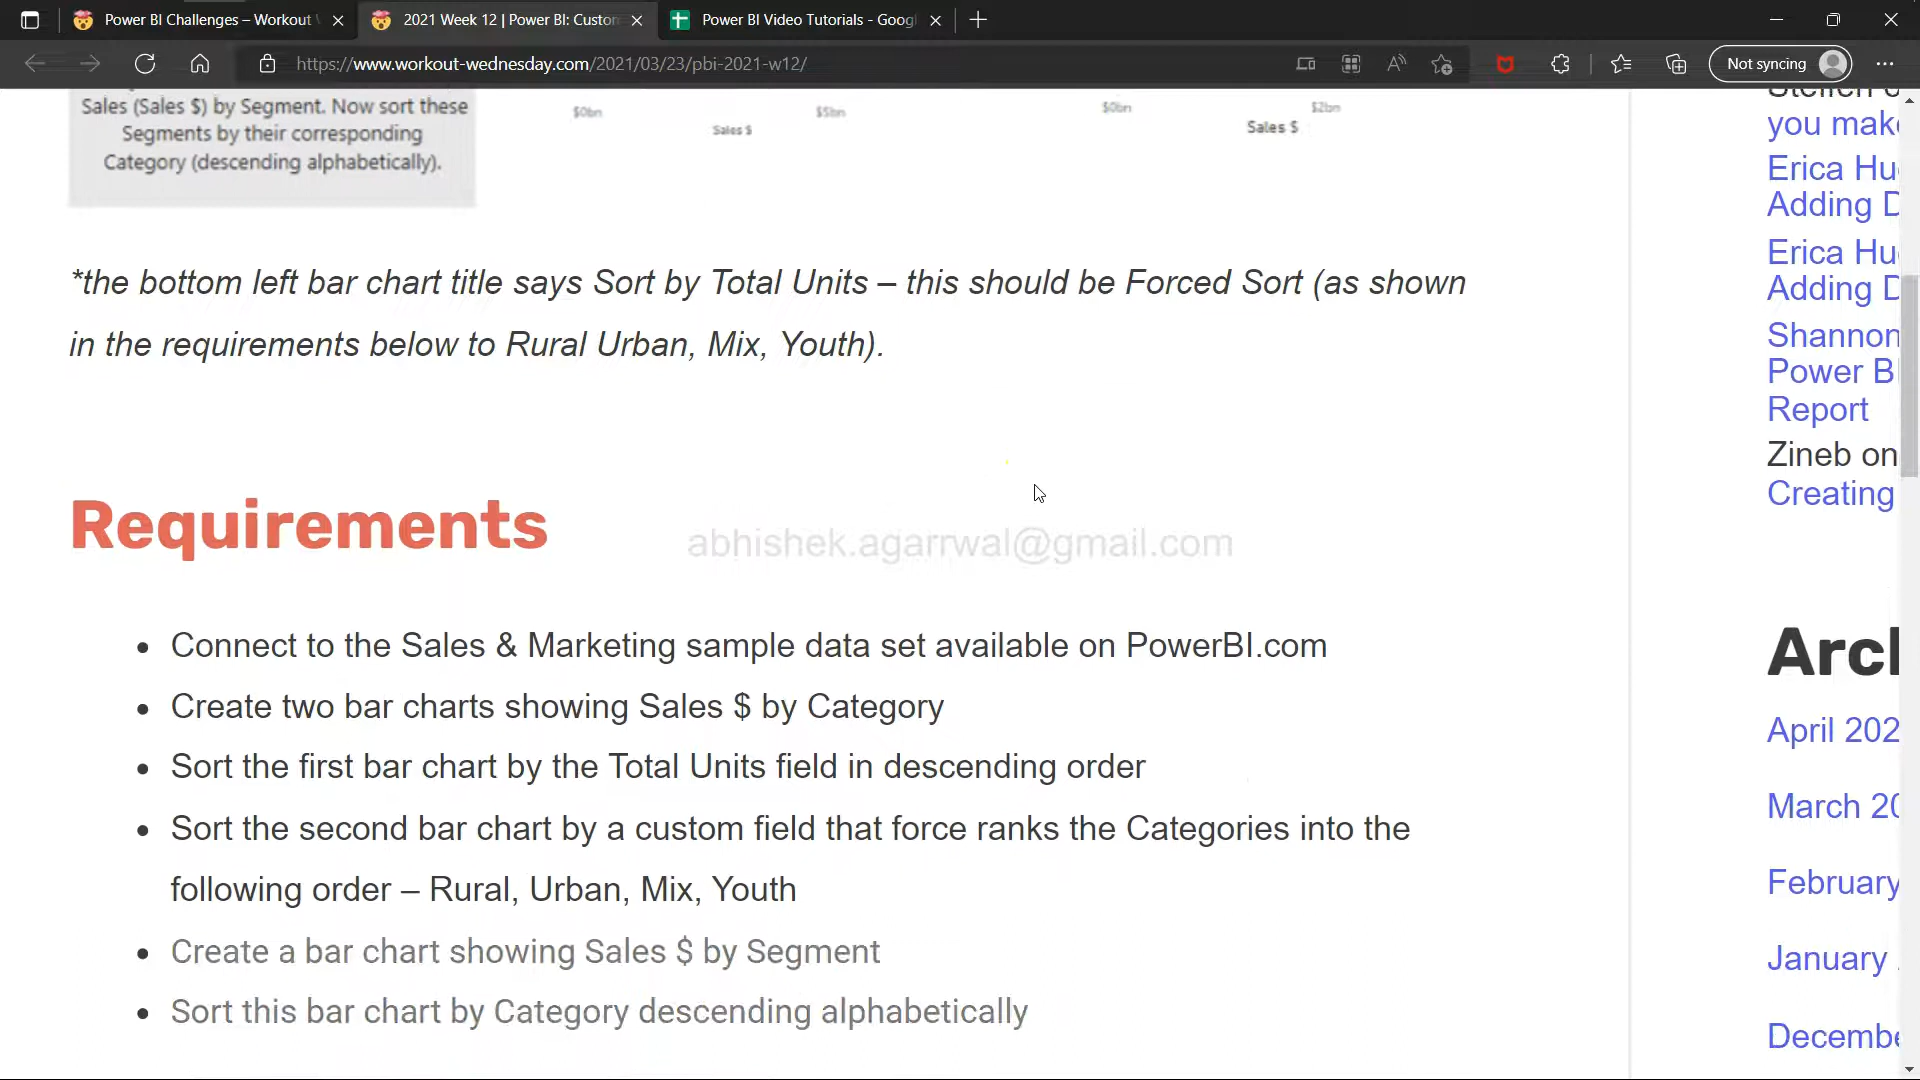 Power BI Challenges – Workout
2021 Week 12 | Power BI: Custom
Power BI Video Tutorials - Goog
https://www.workout-wednesday.com/2021/03/23/pbi-2021-w12/
Not syncing
Sales (Sales $) by Segment. Now sort these
Segments by their corresponding
Category (descending alphabetically).
$0bn
$5bn
Sales $
$0bn
$2bn
Sales $
*the bottom left bar chart title says Sort by Total Units – this should be Forced Sort (as shown
in the requirements below to Rural Urban, Mix, Youth).
Requirements
abhishek.agarrwal@gmail.com
• Connect to the Sales & Marketing sample data set available on PowerBI.com
• Create two bar charts showing Sales $ by Category
• Sort the first bar chart by the Total Units field in descending order
• Sort the second bar chart by a custom field that force ranks the Categories into the
following order – Rural, Urban, Mix, Youth
• Create a bar chart showing Sales $ by Segment
• Sort this bar chart by Category descending alphabetically
you make
Erica Hu
Adding D
Erica Hu
Adding D
Shannon
Power BI
Report
Zineb on
Creating
Arch
April 202
March 20
February
January
Decembe